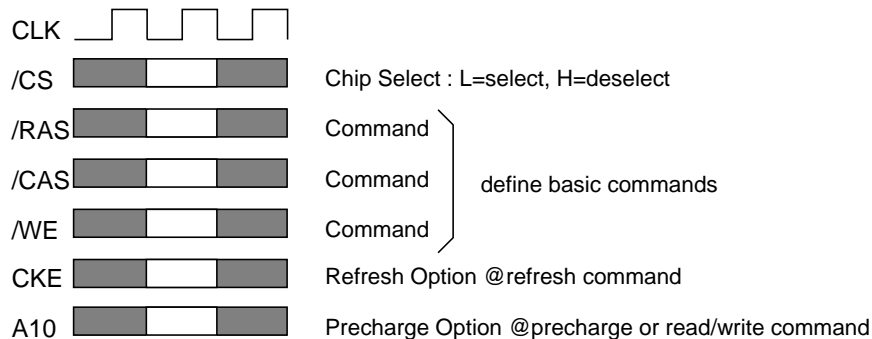 CLK
/CS Chip Select : L=select, H=deselect
/RAS Command
/CAS Command define basic commands
/WE Command
CKE Refresh Option @refresh command
A10 Precharge Option @precharge or read/write command